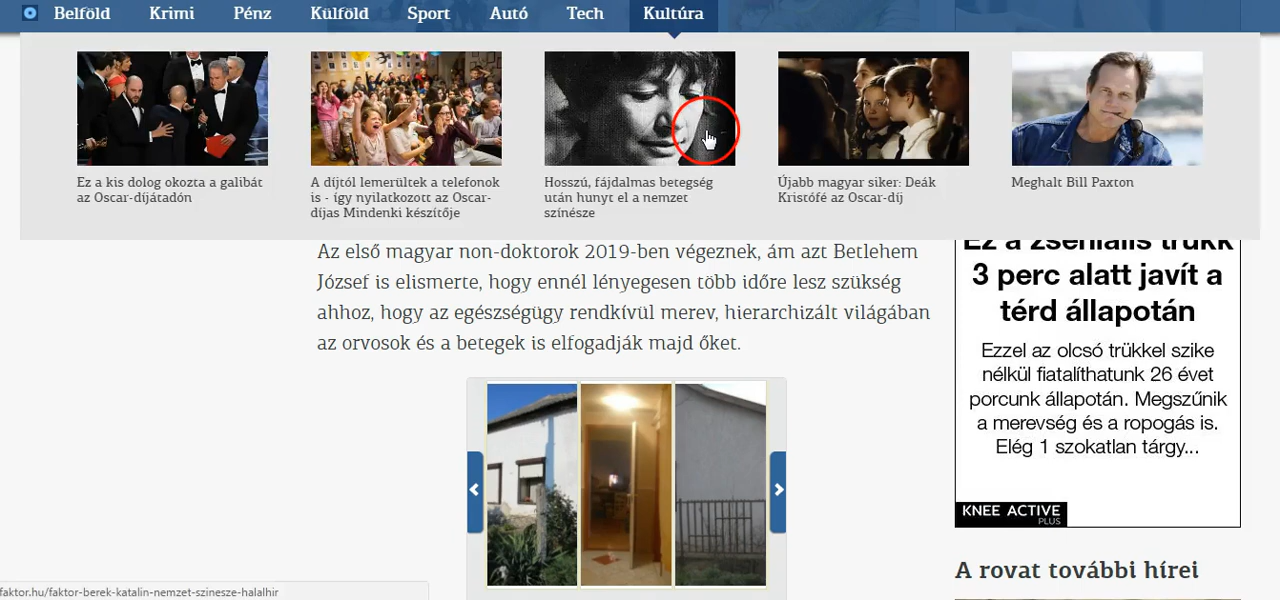 Belföld Krimi Pénz Külföld Sport Autó Tech Kultúra
Ez a kis dolog okozta a galibát
az Oscar-díjátadón
A díjtól lemerültek a telefonok
is - így nyilatkozott az Oscar-
díjas Mindenki készítője
Hosszú, fájdalmas betegség
után hunyt el a nemzet
színésze
Újabb magyar siker: Deák
Kristófé az Oscar-díj
Meghalt Bill Paxton
Az első magyar non-doktorok 2019-ben végeznek, ám azt Betlehem
József is elismerte, hogy ennél lényegesen több időre lesz szükség
ahhoz, hogy az egészségügy rendkívül merev, hierarchizált világában
az orvosok és a betegek is elfogadják majd őket.
Ez a zseniális trükk
3 perc alatt javít a
térd állapotán
Ezzel az olcsó trükkel szike
nélkül fiatalíthatunk 26 évet
porcunk állapotán. Megszűnik
a merevség és a ropogás is.
Elég 1 szokatlan tárgy...
KNEE ACTIVE
PLUS
A rovat további hírei
faktor.hu/faktor-berek-katalin-nemzet-szinesze-halalhir